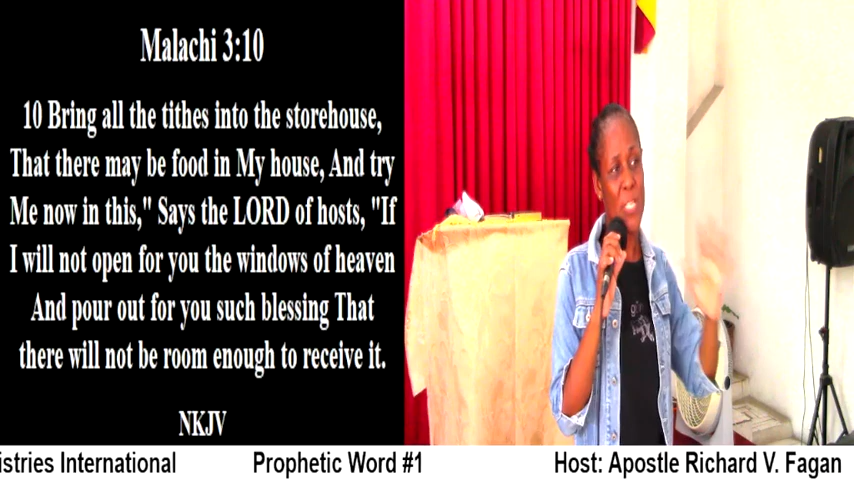 Malachi 3:10
10 Bring all the tithes into the storehouse,
That there may be food in My house, And try
Me now in this," Says the LORD of hosts, "If
I will not open for you the windows of heaven
And pour out for you such blessing That
there will not be room enough to receive it.
NKJV
istries International Prophetic Word #1 Host: Apostle Richard V. Fagan